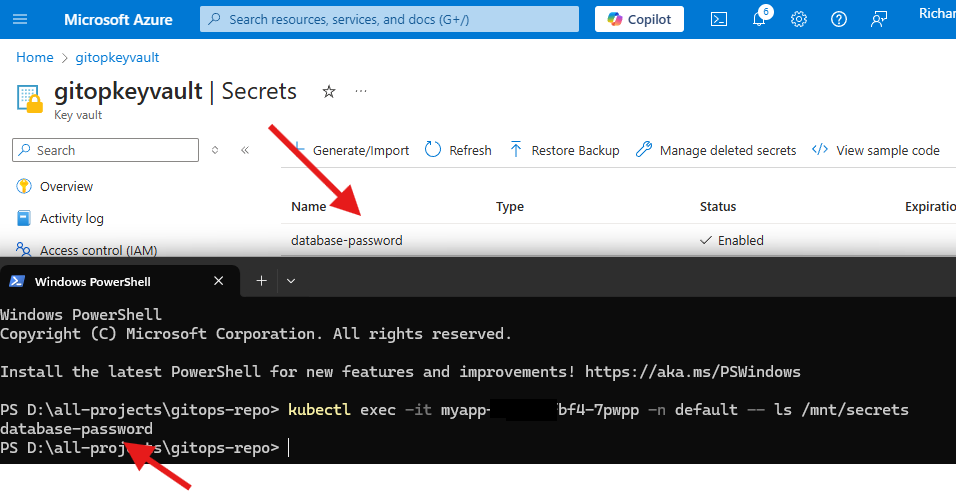 Microsoft Azure
Search resources, services, and docs (G+/)
Copilot
6
Richar
Home > gitopkeyvault
gitopkeyvault | Secrets
Key vault
Search
Generate/Import
Refresh
Restore Backup
Manage deleted secrets
View sample code
Overview
Activity log
Access control (IAM)
Name Type Status Expiratio
database-password Enabled
Windows PowerShell
Windows PowerShell
Copyright (C) Microsoft Corporation. All rights reserved.
Install the latest PowerShell for new features and improvements! https://aka.ms/PSWindows
PS D:\all-projects\gitops-repo> kubectl exec -it myapp- bf4-7pwpp -n default -- ls /mnt/secrets
database-password
PS D:\all-projects\gitops-repo>